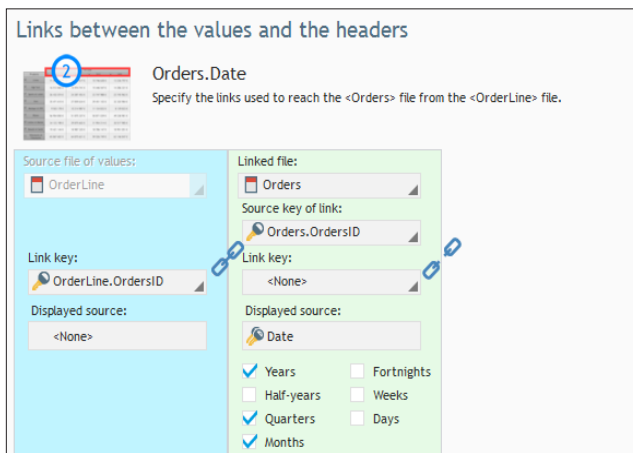 Links between the values and the headers
2
Orders.Date
Specify the links used to reach the <Orders> file from the <OrderLine> file.
Source file of values:
OrderLine
Link key:
OrderLine.OrdersID
Displayed source:
<None>
Linked file:
Orders
Source key of link:
Orders.OrdersID
Link key:
<None>
Displayed source:
Date
Years
Fortnights
Half-years
Weeks
Quarters
Days
Months